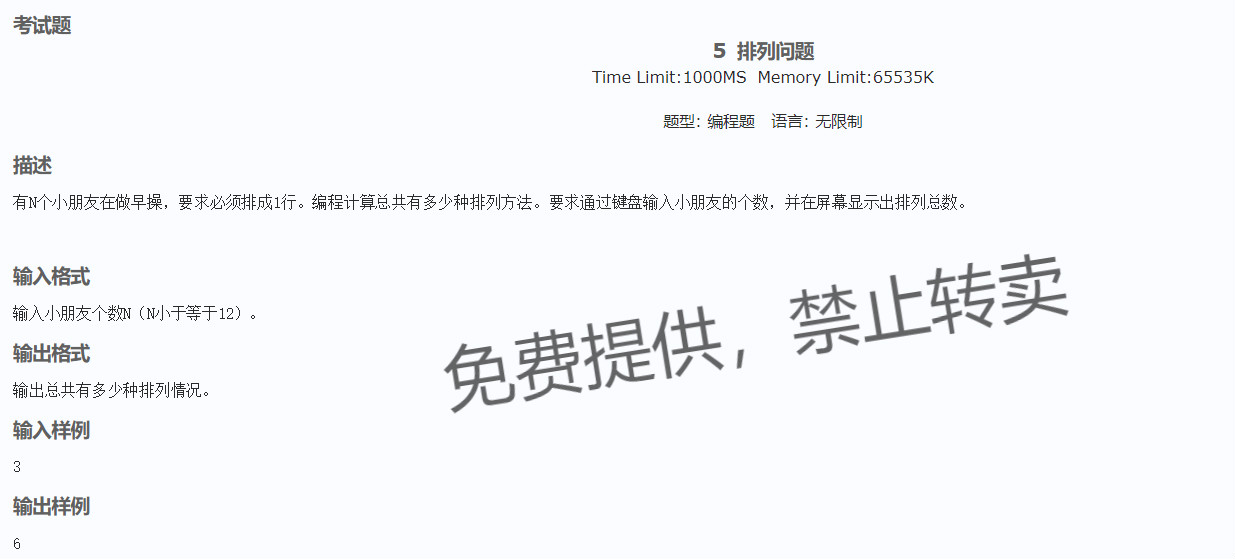 考试题
5 排列问题
Time Limit:1000MS Memory Limit:65535K
题型: 编程题 语言: 无限制
描述
有N个小朋友在做早操，要求必须排成1行。编程计算总共有多少种排列方法。要求通过键盘输入小朋友的个数，并在屏幕显示出排列总数。
输入格式
输入小朋友个数N（N小于等于12）。
输出格式
输出总共有多少种排列情况。
免费提供，禁止转卖
输入样例
3
输出样例
6